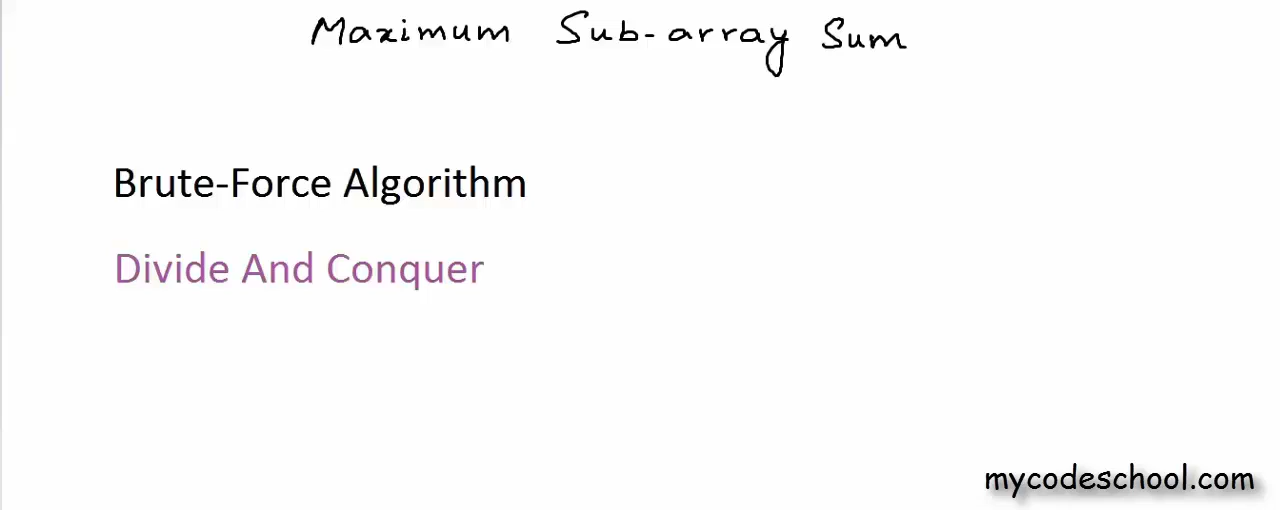 Maximum Sub-array Sum
Brute-Force Algorithm
Divide And Conquer
mycodeschool.com